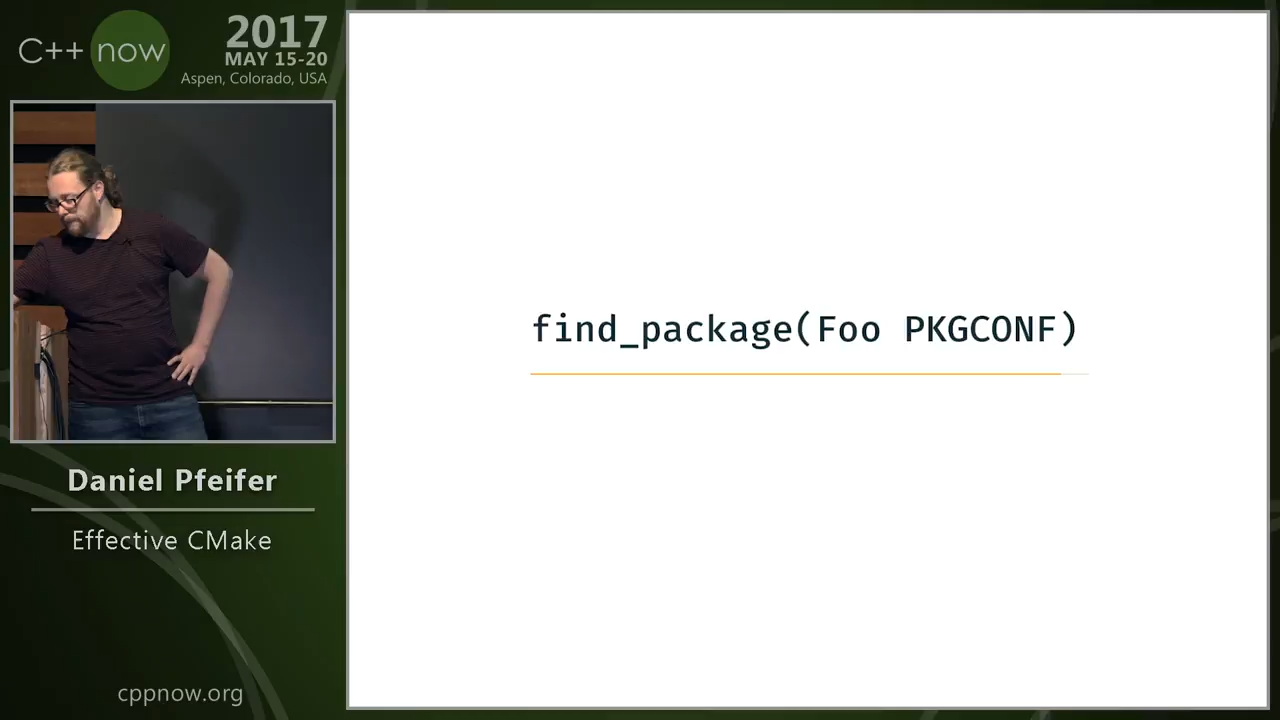 C++ now
2017
MAY 15-20
Aspen, Colorado, USA
find_package(Foo PKGCONF)
Daniel Pfeifer
Effective CMake
cppnow.org